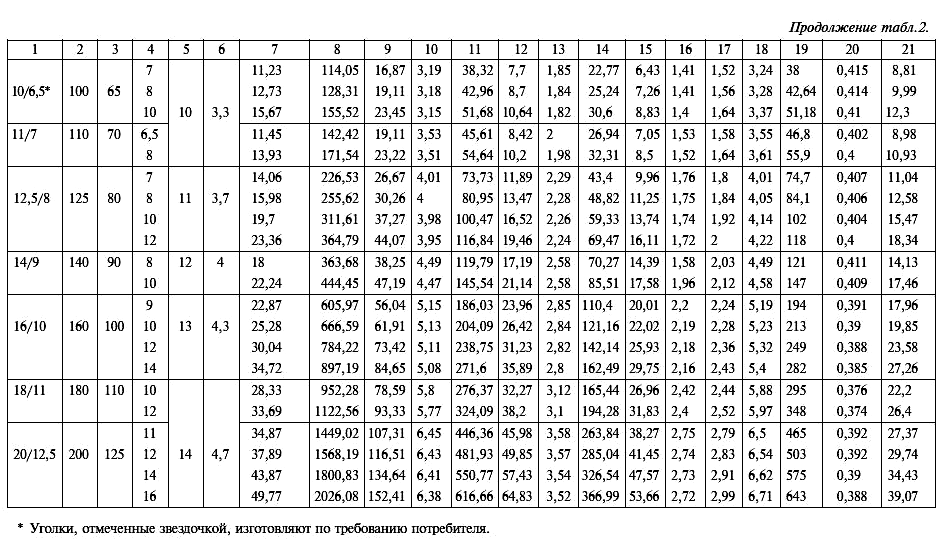 Продолжение табл.2.
1 2 3 4 5 6 7 8 9 10 11 12 13 14 15 16 17 18 19 20 21
7 11,23 114,05 16,87 3,19 38,32 7,7 1,85 22,77 6,43 1,41 1,52 3,24 38 0,415 8,81
10/6,5* 100 65 8 12,73 128,31 19,11 3,18 42,96 8,7 1,84 25,24 7,26 1,41 1,56 3,28 42,64 0,414 9,99
10 10 3,3 15,67 155,52 23,45 3,15 51,68 10,64 1,82 30,6 8,83 1,4 1,64 3,37 51,18 0,41 12,3
11/7 110 70 6,5 11,45 142,42 19,11 3,53 45,61 8,42 2 26,94 7,05 1,53 1,58 3,55 46,8 0,402 8,98
8 13,93 171,54 23,22 3,51 54,64 10,2 1,98 32,31 8,5 1,52 1,64 3,61 55,9 0,4 10,93
7 14,06 226,53 26,67 4,01 73,73 11,89 2,29 43,4 9,96 1,76 1,8 4,01 74,7 0,407 11,04
12,5/8 125 80 8 11 3,7 15,98 255,62 30,26 4 80,95 13,47 2,28 48,82 11,25 1,75 1,84 4,05 84,1 0,406 12,58
10 19,7 311,61 37,27 3,98 100,47 16,52 2,26 59,33 13,74 1,74 1,92 4,14 102 0,404 15,47
12 23,36 364,79 44,07 3,95 116,84 19,46 2,24 69,47 16,11 1,72 2 4,22 118 0,4 18,34
14/9 140 90 8 12 4 18 363,68 38,25 4,49 119,79 17,19 2,58 70,27 14,39 1,58 2,03 4,49 121 0,411 14,13
10 22,24 444,45 47,19 4,47 145,54 21,14 2,58 85,51 17,58 1,96 2,12 4,58 147 0,409 17,46
9 22,87 605,97 56,04 5,15 186,03 23,96 2,85 110,4 20,01 2,2 2,24 5,19 194 0,391 17,96
16/10 160 100 10 13 4,3 25,28 666,59 61,91 5,13 204,09 26,42 2,84 121,16 22,02 2,19 2,28 5,23 213 0,39 19,85
12 30,04 784,22 73,42 5,11 238,75 31,23 2,82 142,14 25,93 2,18 2,36 5,32 249 0,388 23,58
14 34,72 897,19 84,65 5,08 271,6 35,89 2,8 162,49 29,75 2,16 2,43 5,4 282 0,385 27,26
18/11 180 110 10 28,33 952,28 78,59 5,8 276,37 32,27 3,12 165,44 26,96 2,42 2,44 5,88 295 0,376 22,2
12 33,69 1122,56 93,33 5,77 324,09 38,2 3,1 194,28 31,83 2,4 2,52 5,97 348 0,374 26,4
11 34,87 1449,02 107,31 6,45 446,36 45,98 3,58 263,84 38,27 2,75 2,79 6,5 465 0,392 27,37
20/12,5 200 125 12 14 4,7 37,89 1568,19 116,51 6,43 481,93 49,85 3,57 285,04 41,45 2,74 2,83 6,54 503 0,392 29,74
14 43,87 1800,83 134,64 6,41 550,77 57,43 3,54 326,54 47,57 2,73 2,91 6,62 575 0,39 34,43
16 49,77 2026,08 152,41 6,38 616,66 64,83 3,52 366,99 53,66 2,72 2,99 6,71 643 0,388 39,07
* Уголки, отмеченные звездочкой, изготовляют по требованию потребителя.